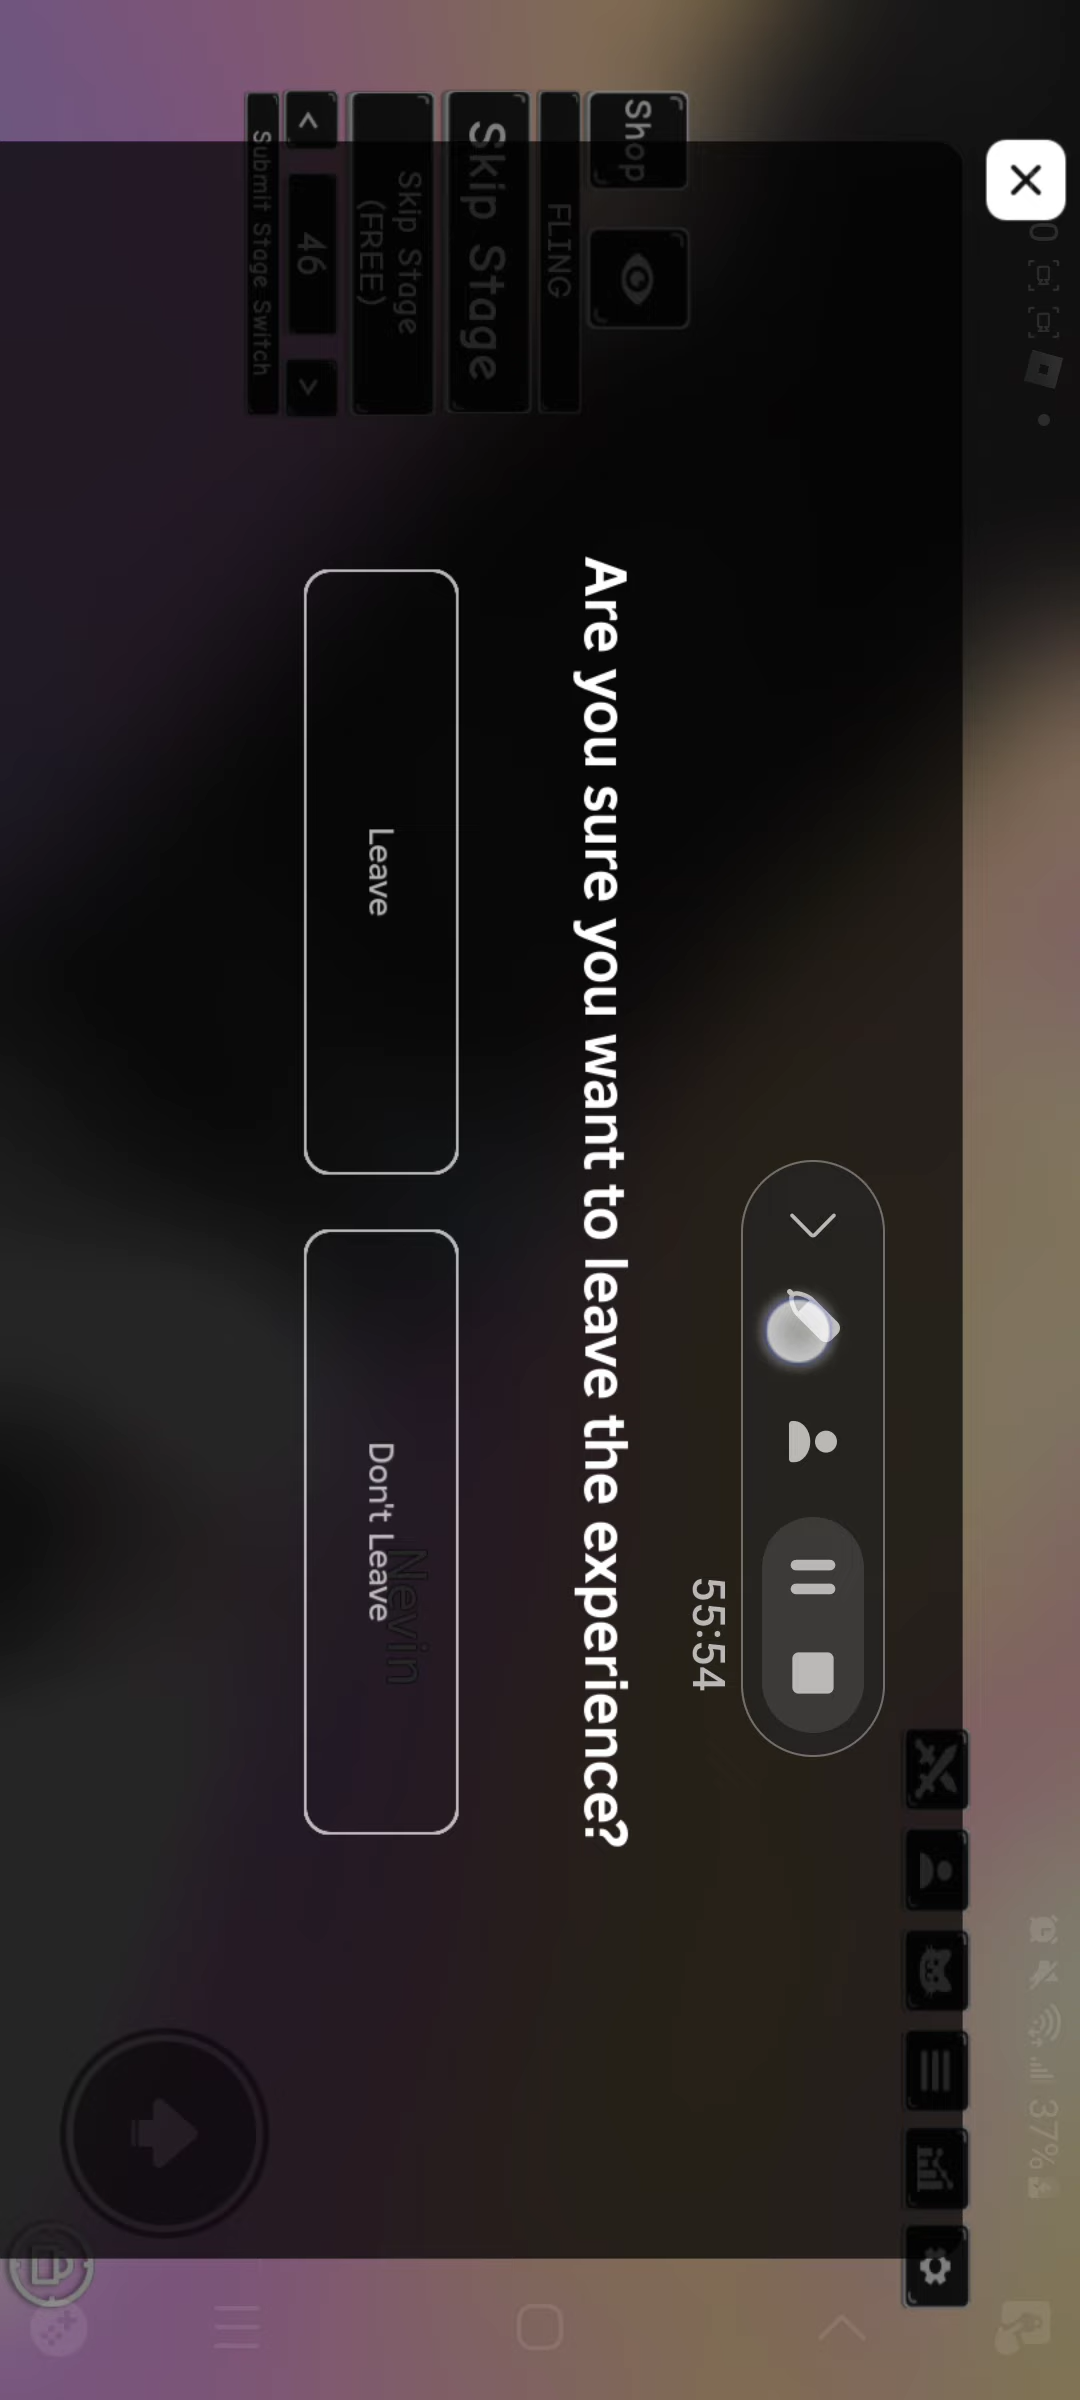 37%
55:54
Shop
FLING
Skip Stage
Skip Stage
(FREE)
< 46 >
Submit Stage Switch
Are you sure you want to leave the experience?
Leave
Don't Leave
Nevin